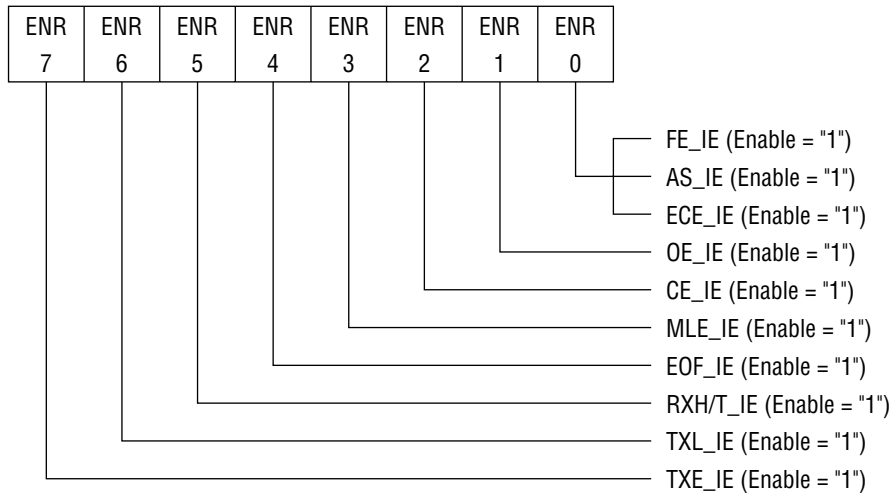 ENR ENR ENR ENR ENR ENR ENR ENR
7 6 5 4 3 2 1 0
FE_IE (Enable = "1")
AS_IE (Enable = "1")
ECE_IE (Enable = "1")
OE_IE (Enable = "1")
CE_IE (Enable = "1")
MLE_IE (Enable = "1")
EOF_IE (Enable = "1")
RXH/T_IE (Enable = "1")
TXL_IE (Enable = "1")
TXE_IE (Enable = "1")